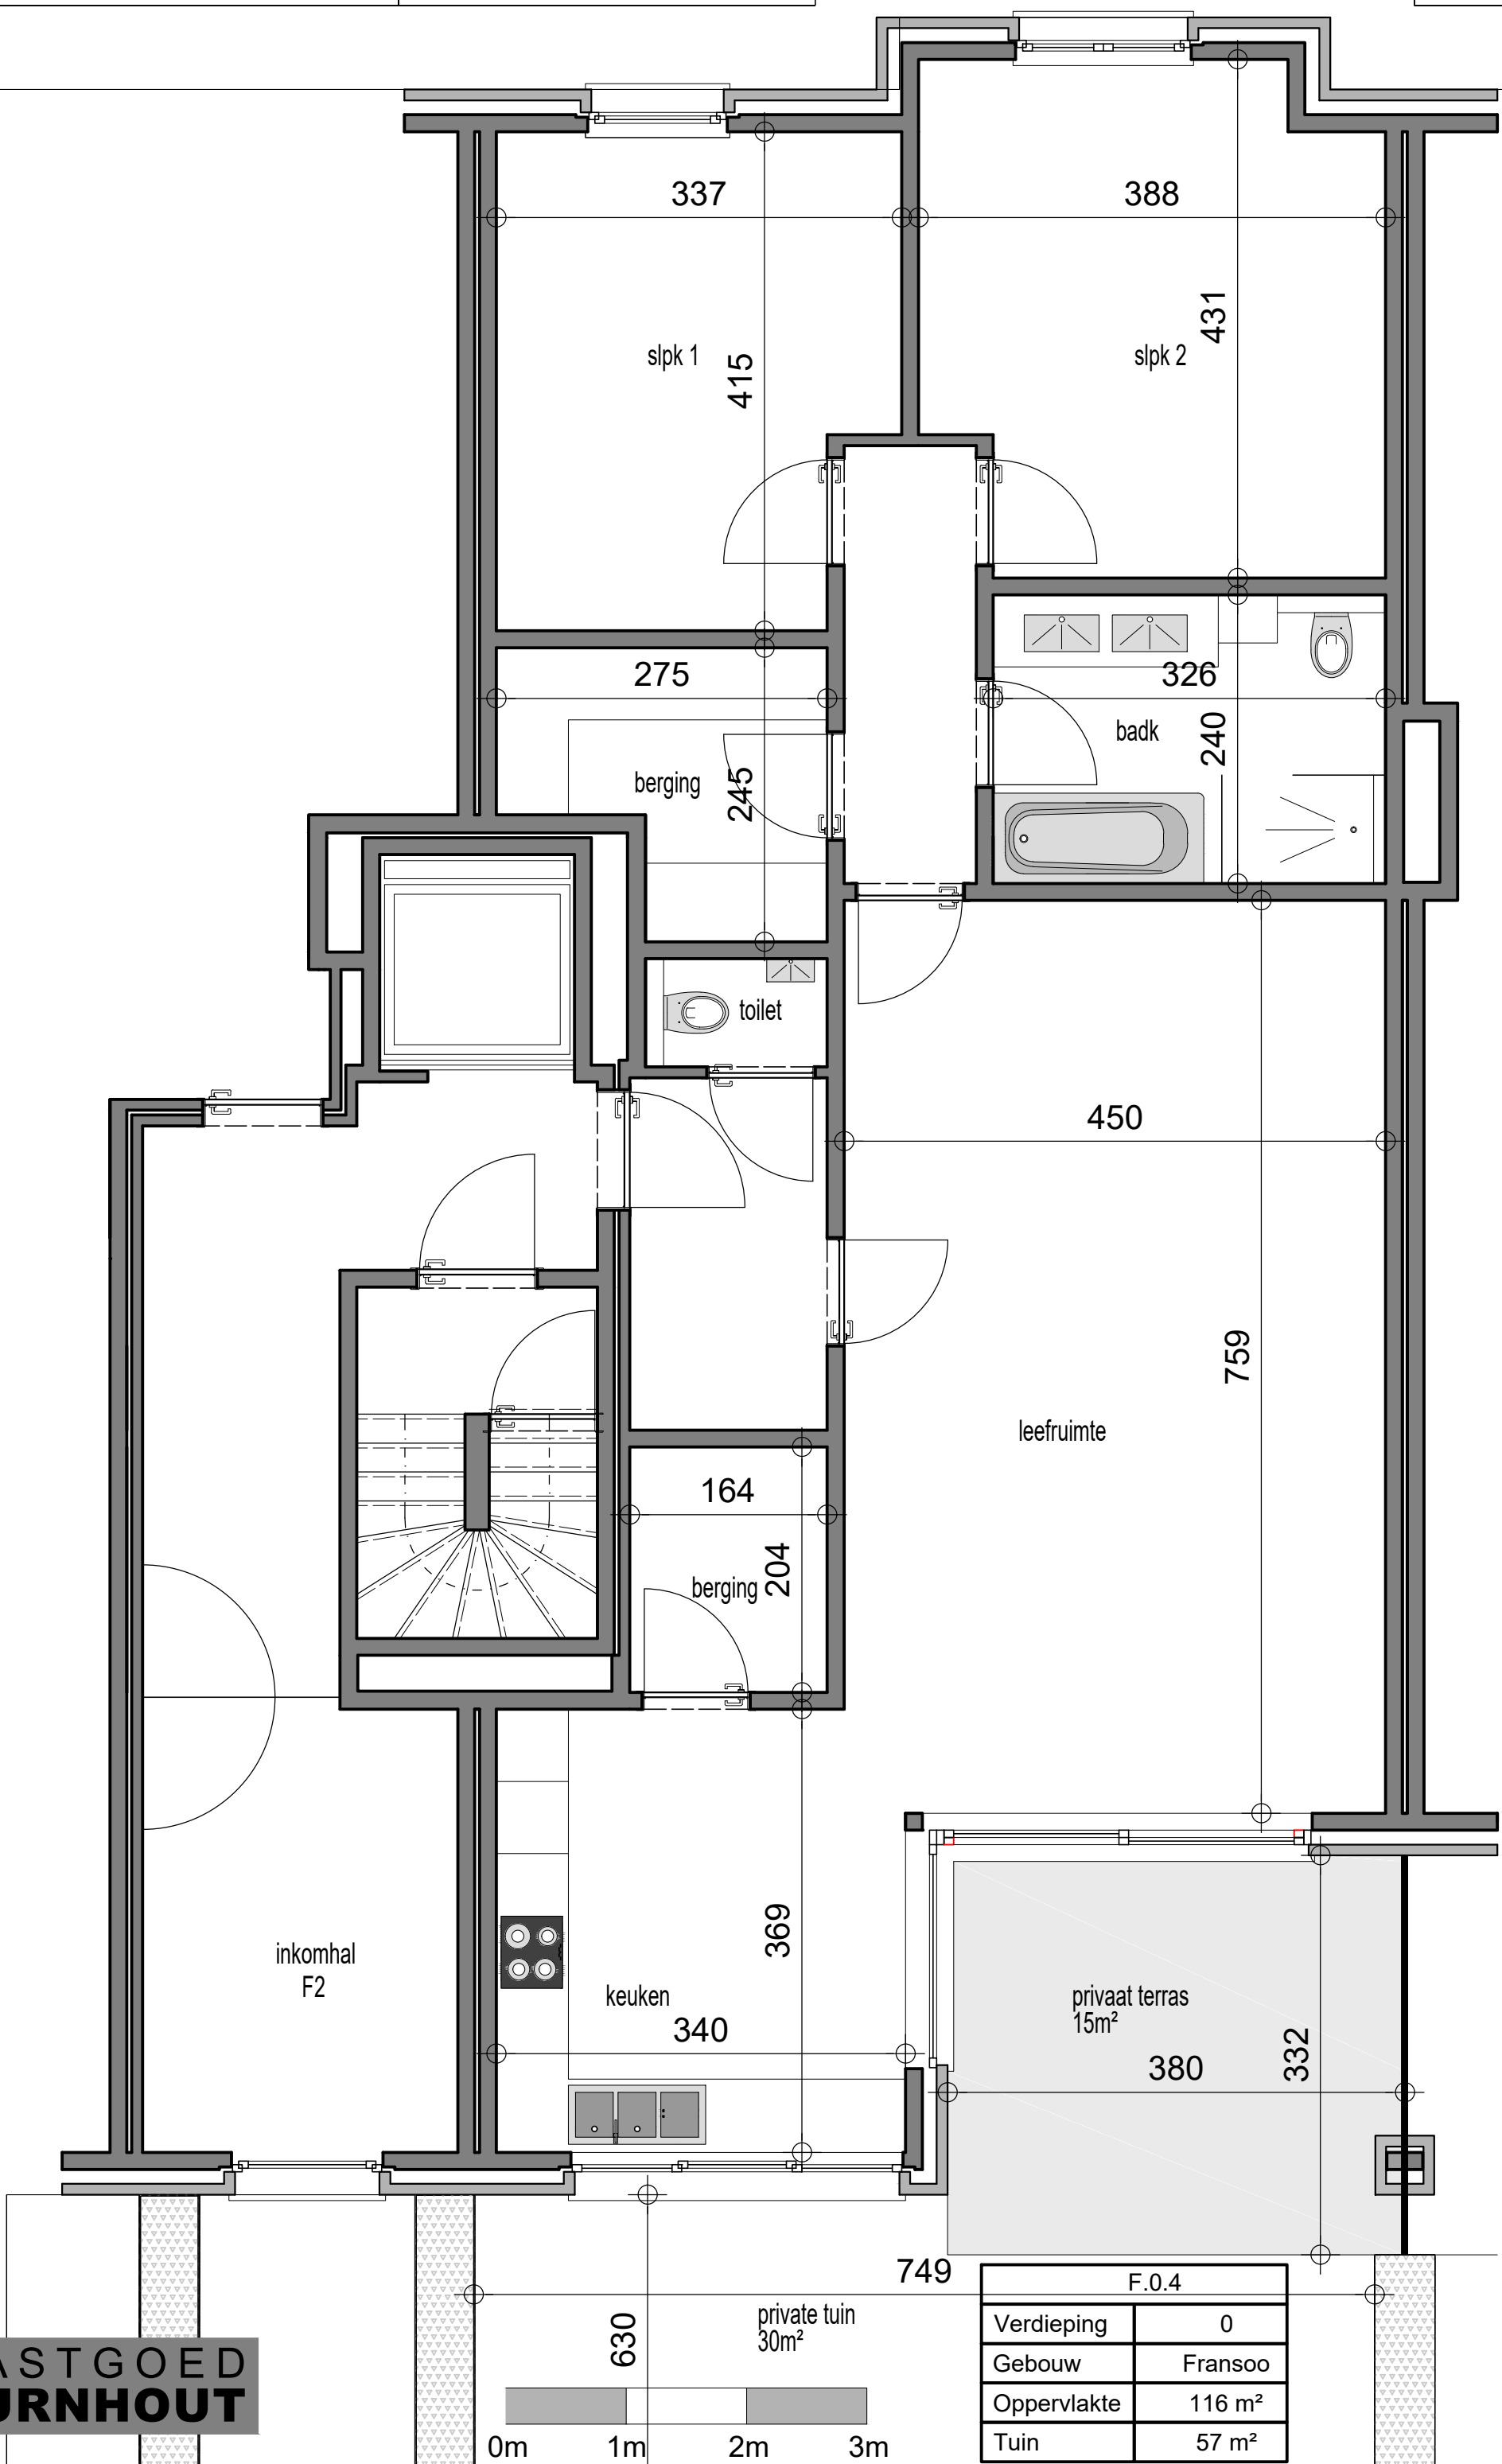 337
388
431
slpk 1
slpk 2
415
275
326
badk
240
berging
245
toilet
450
759
leefruimte
164
204
berging
369
inkomhal
F2
keuken
privaat terras
15m²
340
332
380
749
F.0.4
Verdieping 0
Gebouw Fransoo
Oppervlakte 116 m²
Tuin 57 m²
private tuin
30m²
630
ASTGOED
URNHOUT
0m 1m 2m 3m